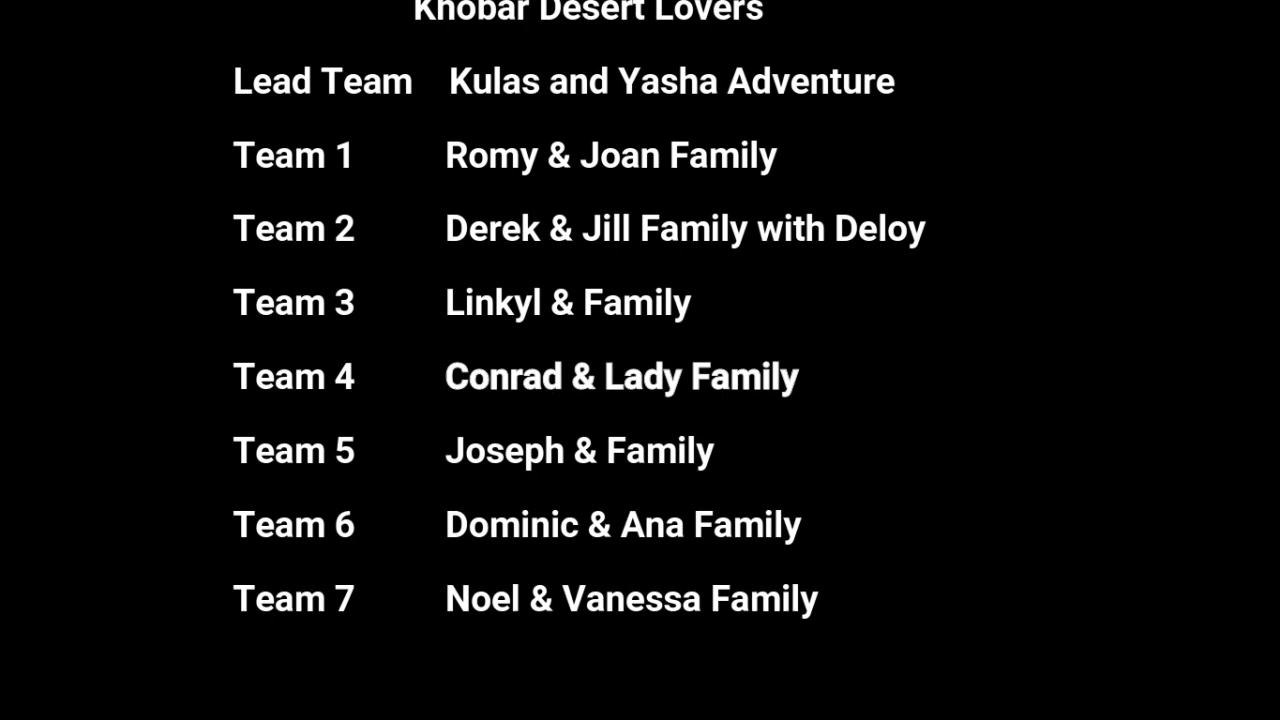 Khobar Desert Lovers
Lead Team Kulas and Yasha Adventure
Team 1 Romy & Joan Family
Team 2 Derek & Jill Family with Deloy
Team 3 Linkyl & Family
Team 4 Conrad & Lady Family
Team 5 Joseph & Family
Team 6 Dominic & Ana Family
Team 7 Noel & Vanessa Family